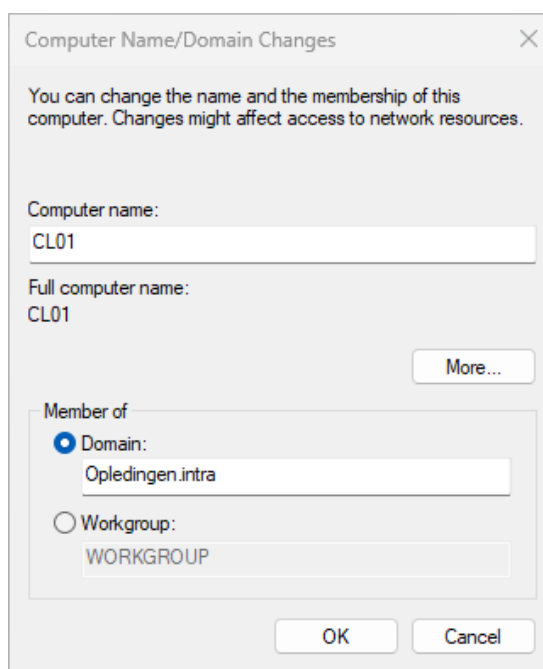 Computer Name/Domain Changes
You can change the name and the membership of this
computer. Changes might affect access to network resources.
Computer name:
CL01
Full computer name:
CL01
More...
Member of
Domain:
Opledingen.intra
Workgroup:
WORKGROUP
OK
Cancel